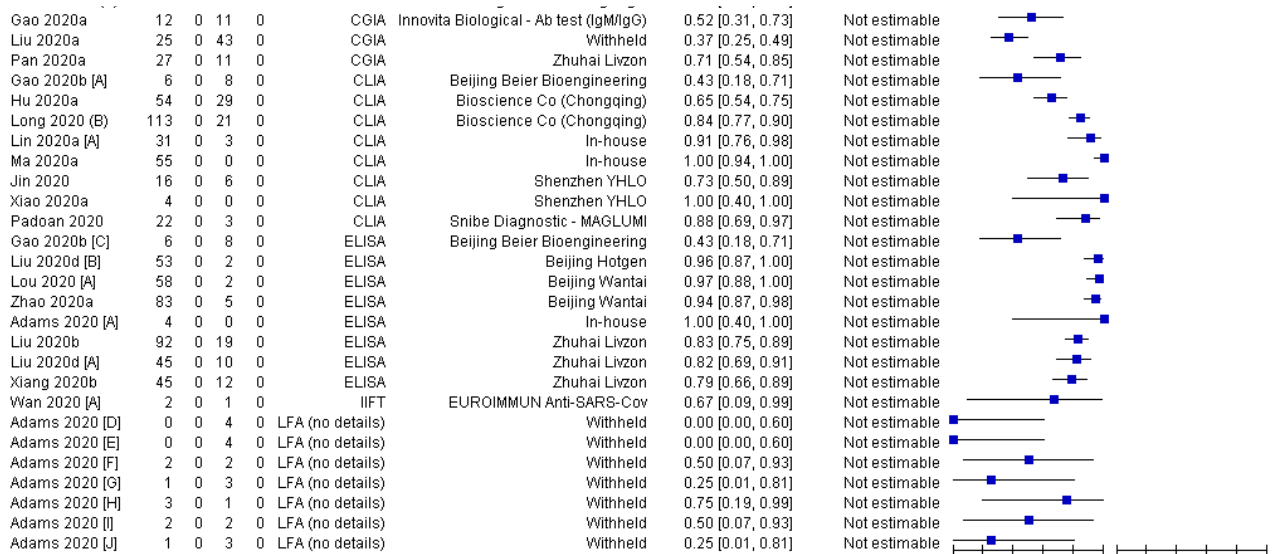 Gao 2020a 12 0 11 0 CGIA Innovita Biological - Ab test (IgM/IgG) 0.52 [0.31, 0.73] Not estimable
Liu 2020a 25 0 43 0 CGIA Withheld 0.37 [0.25, 0.49] Not estimable
Pan 2020a 27 0 11 0 CGIA Zhuhai Livzon 0.71 [0.54, 0.85] Not estimable
Gao 2020b [A] 6 0 8 0 CLIA Beijing Beier Bioengineering 0.43 [0.18, 0.71] Not estimable
Hu 2020a 54 0 29 0 CLIA Bioscience Co (Chongqing) 0.65 [0.54, 0.75] Not estimable
Long 2020 (B) 113 0 21 0 CLIA Bioscience Co (Chongqing) 0.84 [0.77, 0.90] Not estimable
Lin 2020a [A] 31 0 3 0 CLIA In-house 0.91 [0.76, 0.98] Not estimable
Ma 2020a 55 0 0 0 CLIA In-house 1.00 [0.94, 1.00] Not estimable
Jin 2020 16 0 6 0 CLIA Shenzhen YHLO 0.73 [0.50, 0.89] Not estimable
Xiao 2020a 4 0 0 0 CLIA Shenzhen YHLO 1.00 [0.40, 1.00] Not estimable
Padoan 2020 22 0 3 0 CLIA Snibe Diagnostic - MAGLUMI 0.88 [0.69, 0.97] Not estimable
Gao 2020b [C] 6 0 8 0 ELISA Beijing Beier Bioengineering 0.43 [0.18, 0.71] Not estimable
Liu 2020d [B] 53 0 2 0 ELISA Beijing Hotgen 0.96 [0.87, 1.00] Not estimable
Lou 2020 [A] 58 0 2 0 ELISA Beijing Wantai 0.97 [0.88, 1.00] Not estimable
Zhao 2020a 83 0 5 0 ELISA Beijing Wantai 0.94 [0.87, 0.98] Not estimable
Adams 2020 [A] 4 0 0 0 ELISA In-house 1.00 [0.40, 1.00] Not estimable
Liu 2020b 92 0 19 0 ELISA Zhuhai Livzon 0.83 [0.75, 0.89] Not estimable
Liu 2020d [A] 45 0 10 0 ELISA Zhuhai Livzon 0.82 [0.69, 0.91] Not estimable
Xiang 2020b 45 0 12 0 ELISA Zhuhai Livzon 0.79 [0.66, 0.89] Not estimable
Wan 2020 [A] 2 0 1 0 IIFT EUROIMMUN Anti-SARS-Cov 0.67 [0.09, 0.99] Not estimable
Adams 2020 [D] 0 0 4 0 LFA (no details) Withheld 0.00 [0.00, 0.60] Not estimable
Adams 2020 [E] 0 0 4 0 LFA (no details) Withheld 0.00 [0.00, 0.60] Not estimable
Adams 2020 [F] 2 0 2 0 LFA (no details) Withheld 0.50 [0.07, 0.93] Not estimable
Adams 2020 [G] 1 0 3 0 LFA (no details) Withheld 0.25 [0.01, 0.81] Not estimable
Adams 2020 [H] 3 0 1 0 LFA (no details) Withheld 0.75 [0.19, 0.99] Not estimable
Adams 2020 [I] 2 0 2 0 LFA (no details) Withheld 0.50 [0.07, 0.93] Not estimable
Adams 2020 [J] 1 0 3 0 LFA (no details) Withheld 0.25 [0.01, 0.81] Not estimable